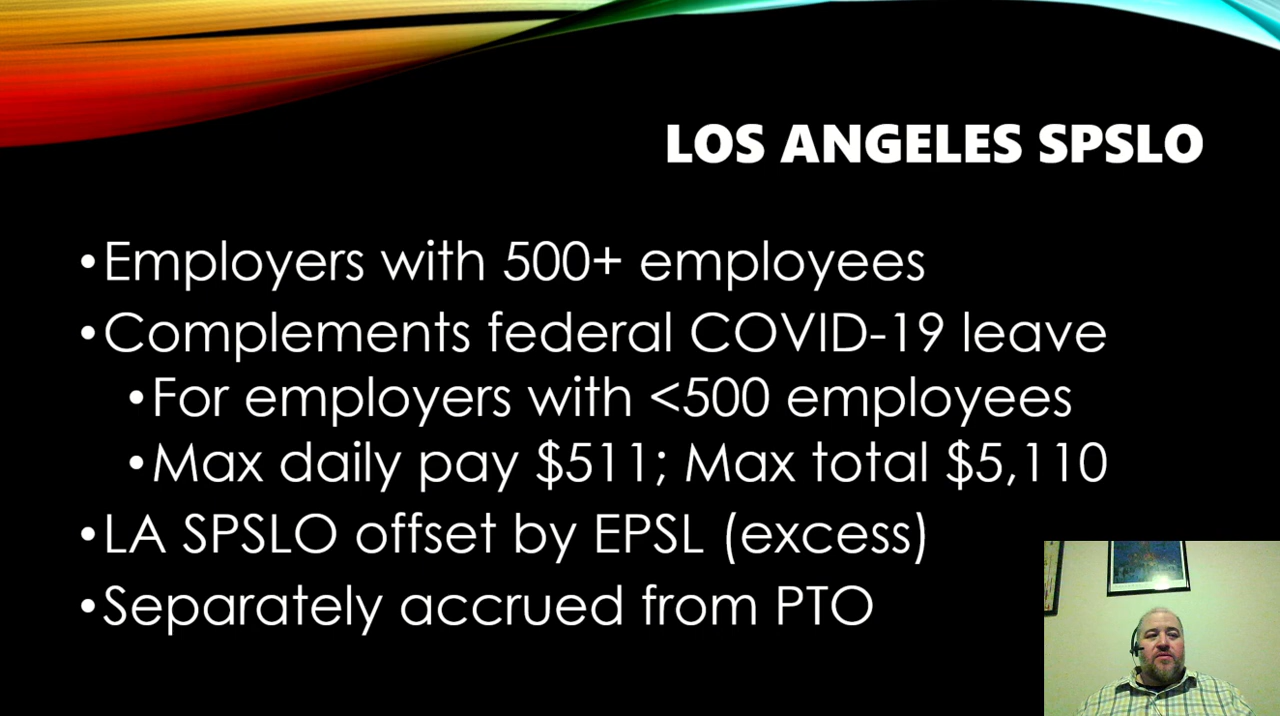 LOS ANGELES SPSLO
•Employers with 500+ employees
•Complements federal COVID-19 leave
•For employers with <500 employees
•Max daily pay $511; Max total $5,110
•LA SPSLO offset by EPSL (excess)
•Separately accrued from PTO